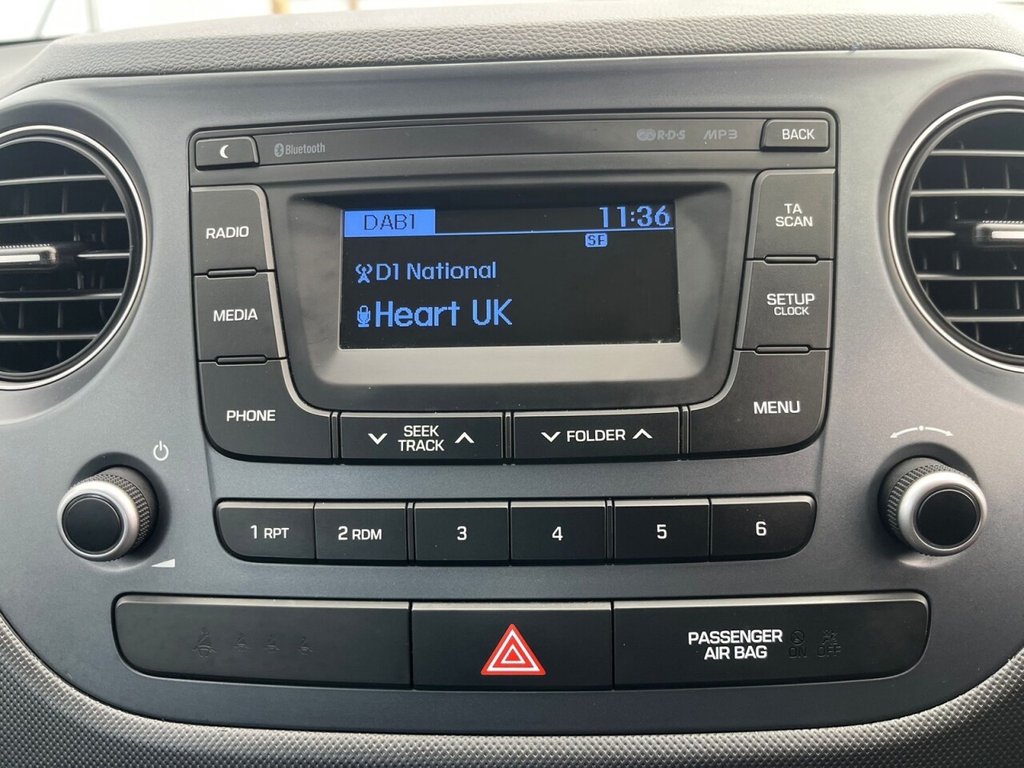 Bluetooth
R·D·S MP3
BACK
RADIO
MEDIA
PHONE
DAB1 11:36
SF
D1 National
Heart UK
TA
SCAN
SETUP
CLOCK
MENU
SEEK
TRACK
FOLDER
1 RPT
2 RDM
3
4
5
6
PASSENGER
AIR BAG
ON
OFF